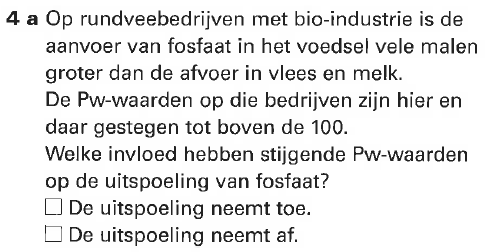 4 a Op rundveebedrijven met bio-industrie is de
aanvoer van fosfaat in het voedsel vele malen
groter dan de afvoer in vlees en melk.
De Pw-waarden op die bedrijven zijn hier en
daar gestegen tot boven de 100.
Welke invloed hebben stijgende Pw-waarden
op de uitspoeling van fosfaat?
☐ De uitspoeling neemt toe.
☐ De uitspoeling neemt af.